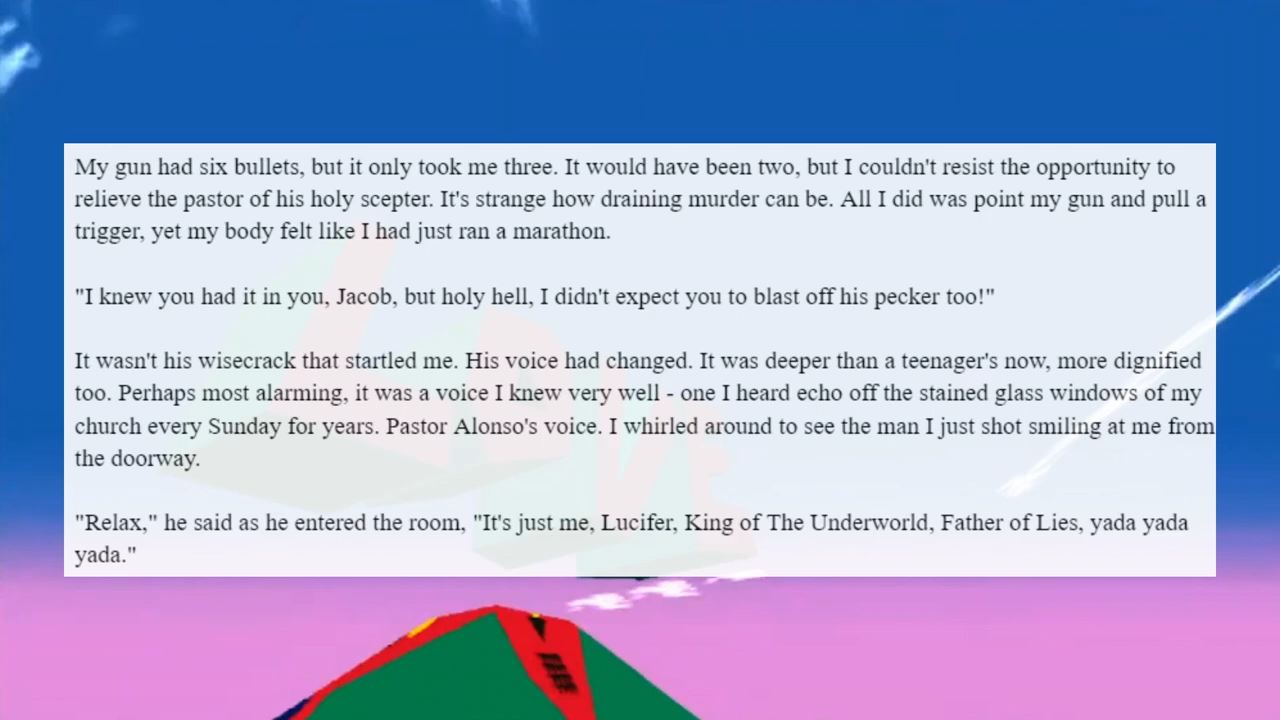 My gun had six bullets, but it only took me three. It would have been two, but I couldn't resist the opportunity to
relieve the pastor of his holy scepter. It's strange how draining murder can be. All I did was point my gun and pull a
trigger, yet my body felt like I had just ran a marathon.
"I knew you had it in you, Jacob, but holy hell, I didn't expect you to blast off his pecker too!"
It wasn't his wisecrack that startled me. His voice had changed. It was deeper than a teenager's now, more dignified
too. Perhaps most alarming, it was a voice I knew very well - one I heard echo off the stained glass windows of my
church every Sunday for years. Pastor Alonso's voice. I whirled around to see the man I just shot smiling at me from
the doorway.
"Relax," he said as he entered the room, "It's just me, Lucifer, King of The Underworld, Father of Lies, yada yada
yada."